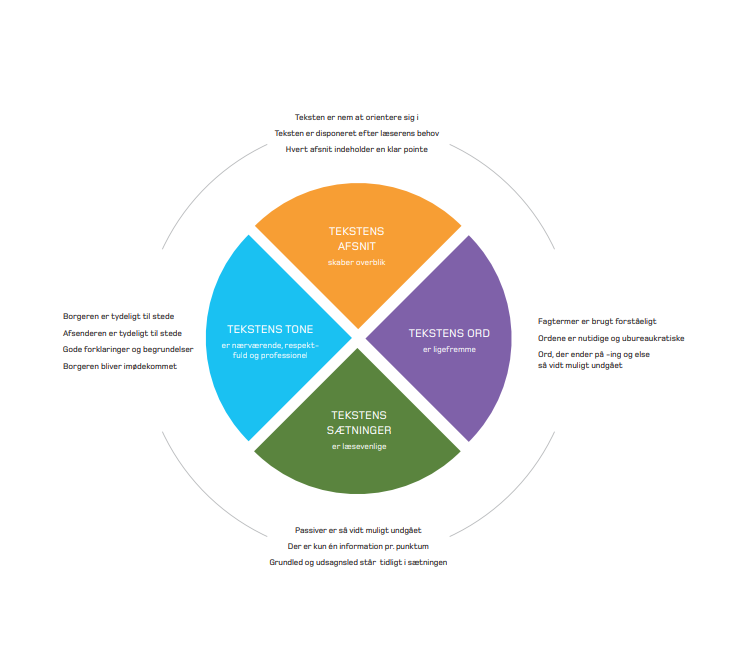 Teksten er nem at orientere sig i
Teksten er disponeret efter læserens behov
Hvert afsnit indeholder en klar pointe
TEKSTENS
AFSNIT
skaber overblik
Borgeren er tydeligt til stede
Afsenderen er tydeligt til stede
Gode forklaringer og begrundelser
Borgeren bliver imødekommet
TEKSTENS TONE
er nærværende, respekt-
fuld og professionel
TEKSTENS ORD
er ligefremme
Fagtermer er brugt forståeligt
Ordene er nutidige og ubureaukratiske
Ord, der ender på -ing og else
så vidt muligt undgået
TEKSTENS
SÆTNINGER
er læsevenlige
Passiver er så vidt muligt undgået
Der er kun én information pr. punktum
Grundled og udsagnsled står tidligt i sætningen